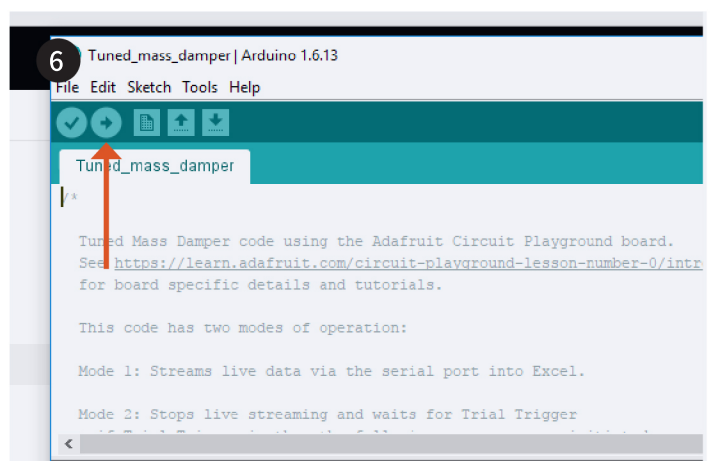 6
Tuned_mass_damper | Arduino 1.6.13
File Edit Sketch Tools Help
Tuned_mass_damper
/*
Tuned Mass Damper code using the Adafruit Circuit Playground board.
See https://learn.adafruit.com/circuit-playground-lesson-number-0/intr
for board specific details and tutorials.
This code has two modes of operation:
Mode 1: Streams live data via the serial port into Excel.
Mode 2: Stops live streaming and waits for Trial Trigger